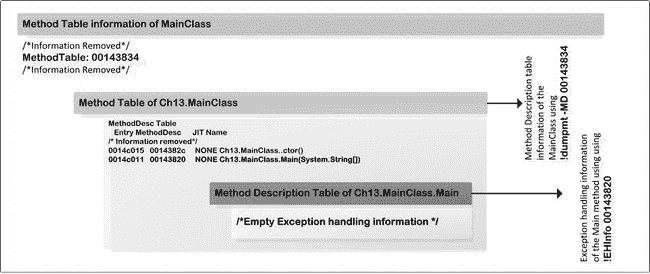 Method Table information of MainClass
/*Information Removed*/
MethodTable: 00143834
/*Information Removed*/
Method Table of Ch13.MainClass
MethodDesc Table
Entry MethodDesc JIT Name
/* Information removed*/
0014c015 0014382c NONE Ch13.MainClass..ctor()
0014c011 00143820 NONE Ch13.MainClass.Main(System.String[])
Method Description Table of Ch13.MainClass.Main
/*Empty Exception handling information */
Method Description table
information of the
MainClass using
!dumpmt -MD 00143834
Exception handling information
of the Main method using using
!EHInfo 00143820